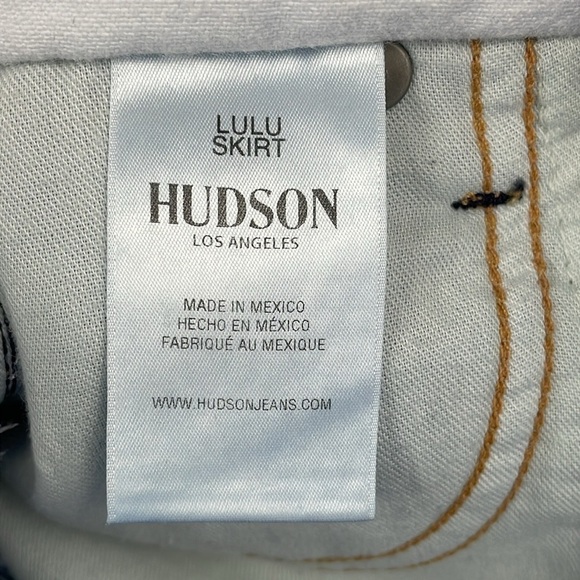 LULU
SKIRT
HUDSON
LOS ANGELES
MADE IN MEXICO
HECHO EN MÉXICO
FABRIQUÉ AU MEXIQUE
WWW.HUDSONJEANS.COM